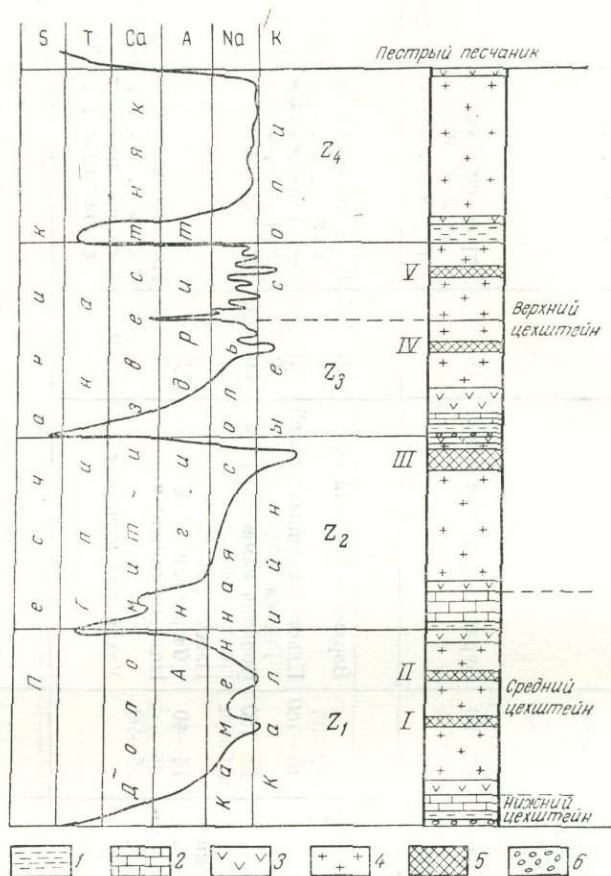 S T Ca A Na K
Песчаник
Глина
Доломит-известняк
Ангидрит
Каменная соль
Калийные соли
Пестрый песчаник
Z4
V
Верхний
цехштейн
IV
Z3
III
Z2
II
Средний
цехштейн
I
Z1
Нижний
цехштейн
1 2 3 4 5 6